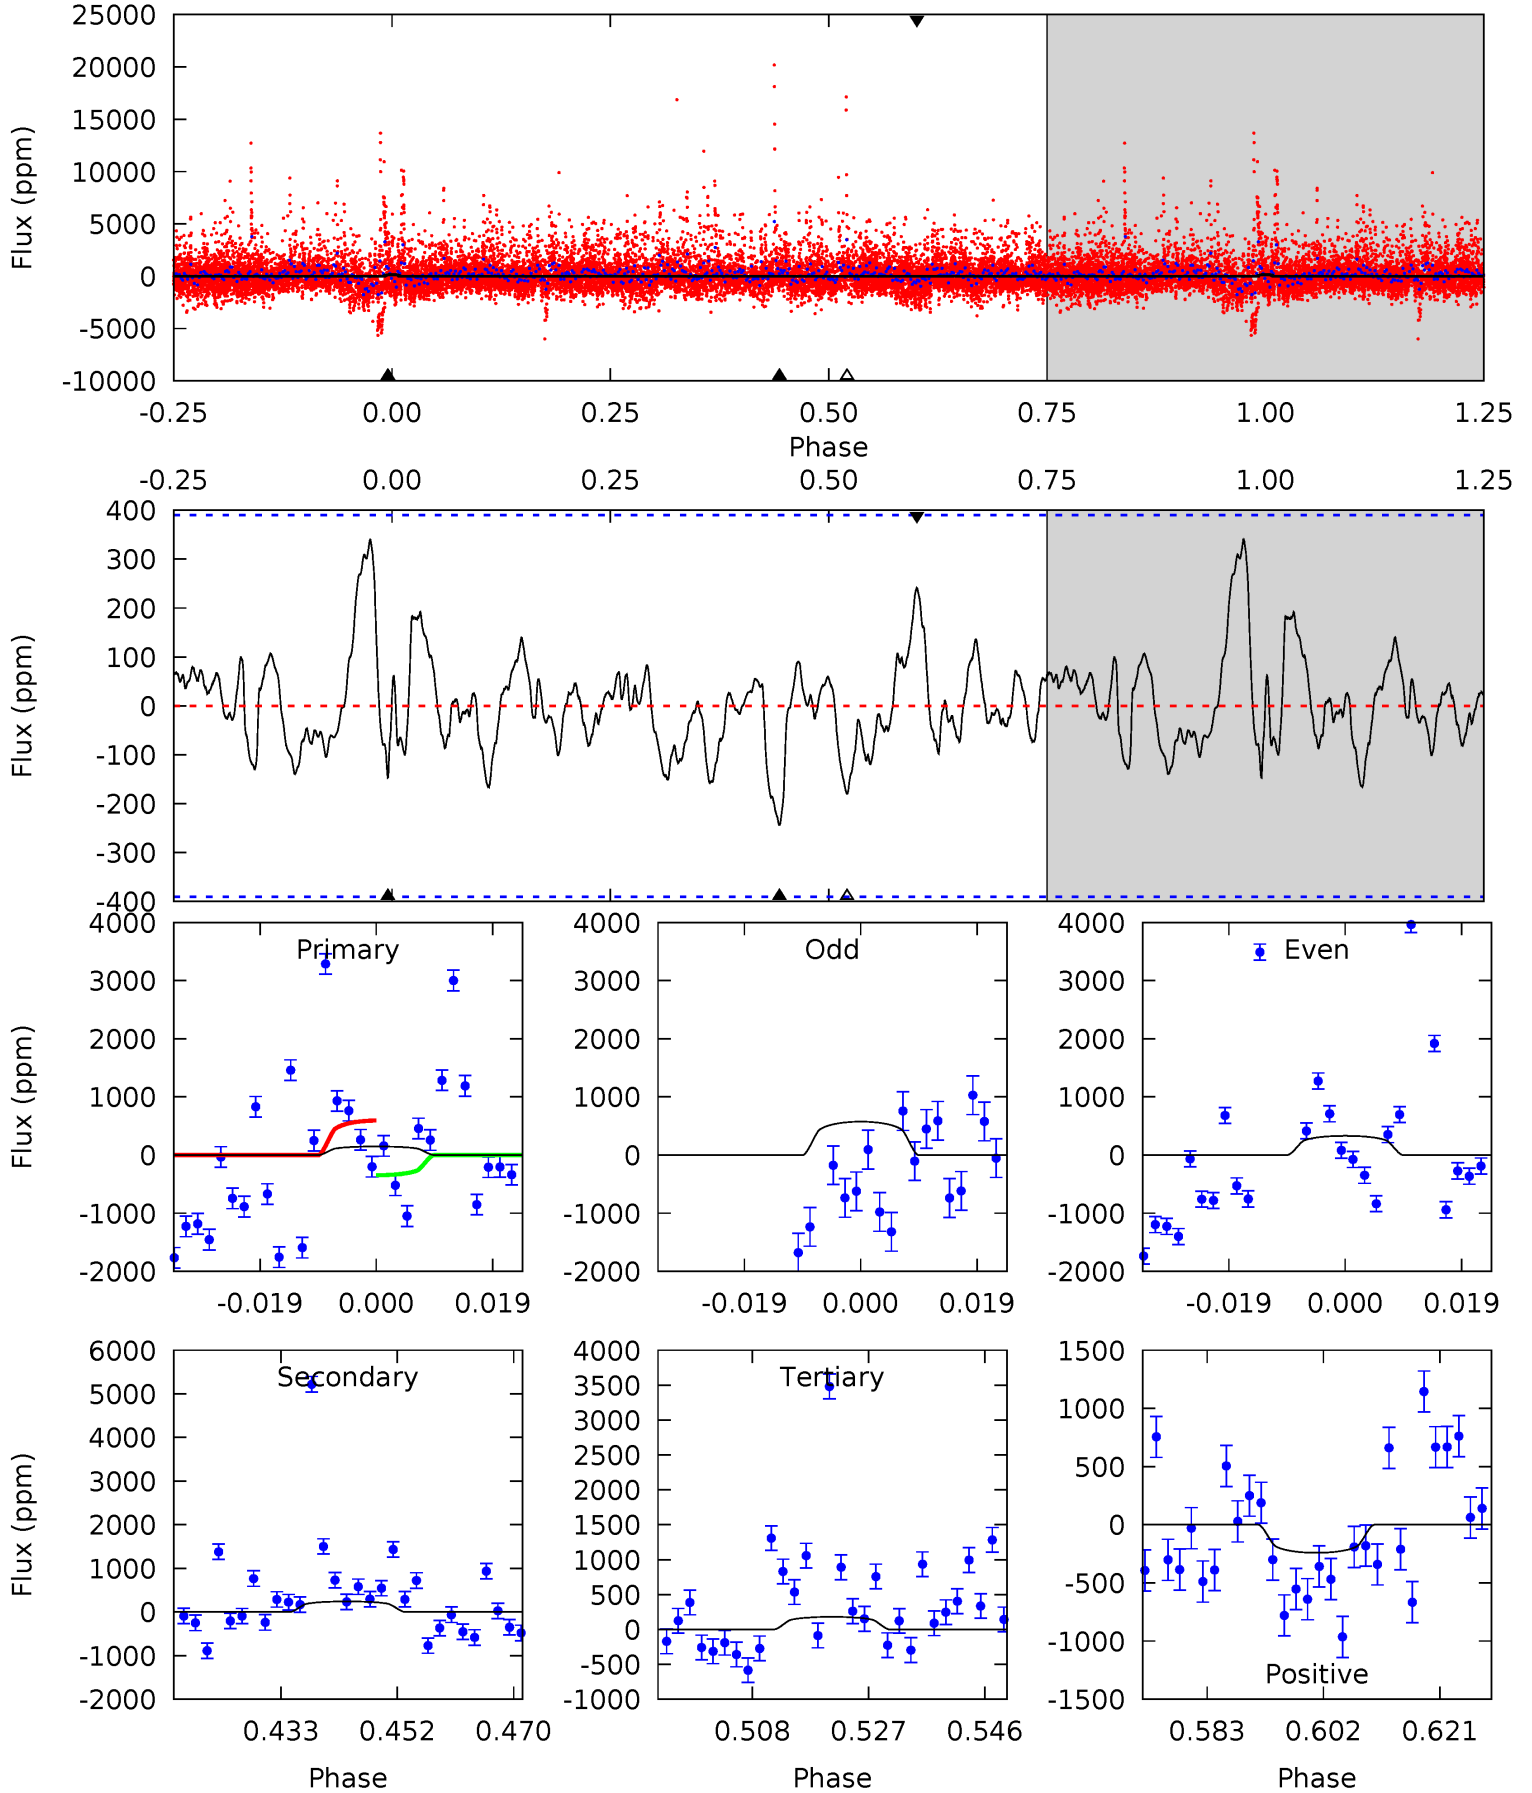 25000
20000
15000
10000
5000
0
-5000
-10000
Flux (ppm)
-0.25 0.00 0.25 0.50 0.75 1.00 1.25
Phase
-0.25 0.00 0.25 0.50 0.75 1.00 1.25
400
300
200
100
0
-100
-200
-300
-400
Flux (ppm)
Primary
4000
3000
2000
1000
0
-1000
-2000
Flux (ppm)
-0.019 0.000 0.019
Odd
4000
3000
2000
1000
0
-1000
-2000
-0.019 0.000 0.019
Even
4000
3000
2000
1000
0
-1000
-2000
-0.019 0.000 0.019
Secondary
6000
5000
4000
3000
2000
1000
0
-1000
-2000
Flux (ppm)
0.433 0.452 0.470
Phase
Tertiary
4000
3500
3000
2500
2000
1500
1000
500
0
-500
-1000
0.508 0.527 0.546
Phase
1500
1000
500
0
-500
-1000
-1500
Positive
0.583 0.602 0.621
Phase